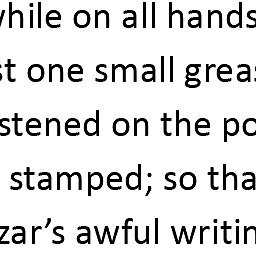 while on all hands
st one small greas
stened on the po
stamped; so tha
zar's awful writin